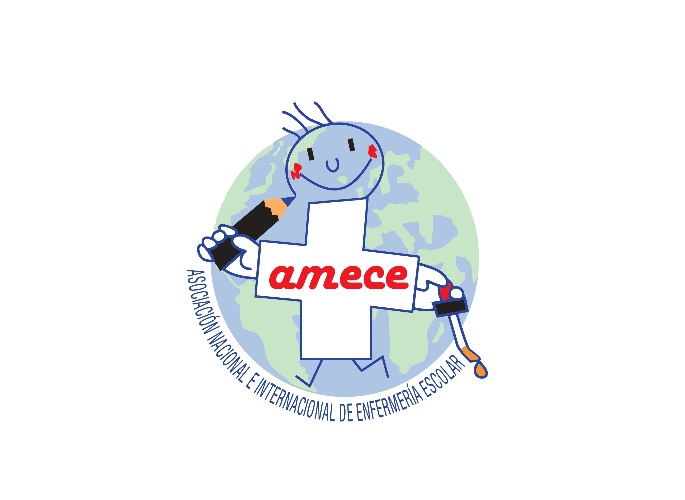 amece
ASOCIACIÓN NACIONAL E INTERNACIONAL DE ENFERMERÍA ESCOLAR